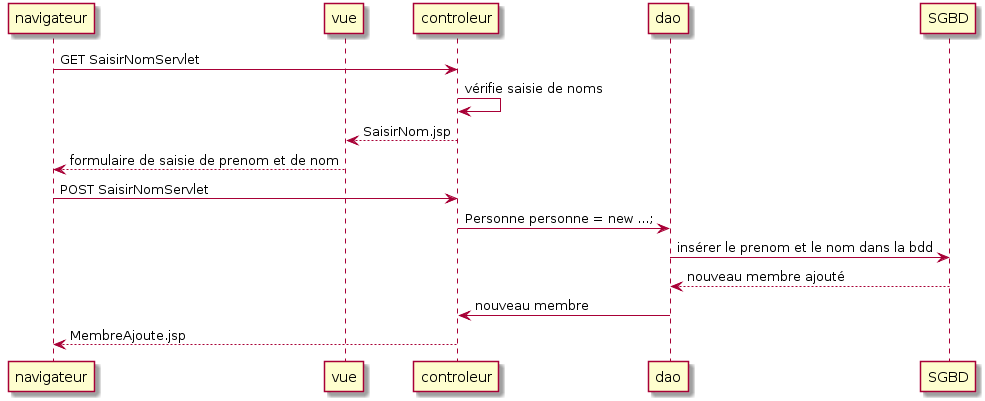 navigateur vue controleur dao SGBD
GET SaisirNomServlet
vérifie saisie de noms
SaisirNom.jsp
formulaire de saisie de prenom et de nom
POST SaisirNomServlet
Personne personne = new ...;
insérer le prenom et le nom dans la bdd
nouveau membre ajouté
nouveau membre
MembreAjoute.jsp
navigateur vue controleur dao SGBD